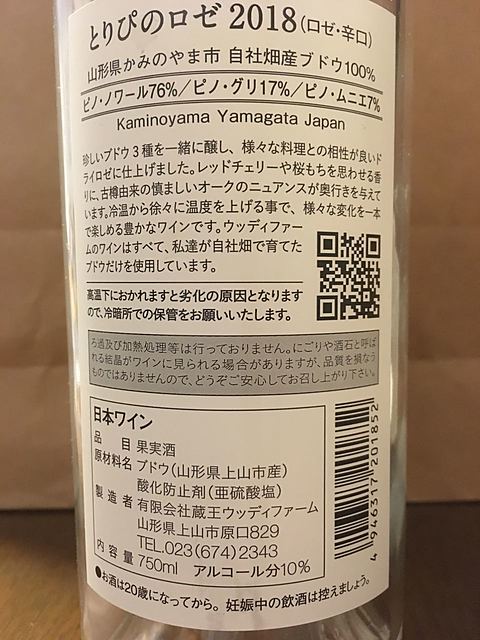 とりぴのロゼ 2018(ロゼ・辛口)
山形県かみのやま市 自社畑産ブドウ100%
ピノ・ノワール76%／ピノ・グリ17%／ピノ・ムニエ7%
Kaminoyama Yamagata Japan
珍しいブドウ3種を一緒に醸し、様々な料理との相性が良いド
ライロゼに仕上げました。レッドチェリーや桜もちを思わせる香
りに、古樽由来の慎ましいオークのニュアンスが奥行きを与えて
います。冷温から徐々に温度を上げる事で、様々な変化を一本
で楽しめる豊かなワインです。ウッディファー
ムのワインはすべて、私達が自社畑で育てた
ブドウだけを使用しています。
高温下におかれますと劣化の原因となります
ので、冷暗所での保管をお願いいたします。
ろ過及び加熱処理等は行っておりません。にごりや酒石と呼ば
れる結晶がワインに見られる場合がありますが、品質を損なう
ものではありませんので、どうぞご安心してお召し上がり下さい。
日本ワイン
品目 果実酒
原材料名 ブドウ(山形県上山市産)
酸化防止剤(亜硫酸塩)
製造者 有限会社蔵王ウッディファーム
山形県上山市原口829
TEL.023(674)2343
内容量 750ml アルコール分10%
4 946317 201852
●お酒は20歳になってから。妊娠中の飲酒は控えましょう。